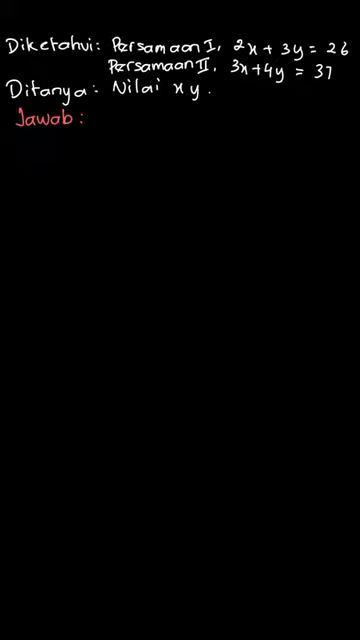 Diketahui: Persamaan I, 2x + 3y = 26
Persamaan II, 3x + 4y = 37
Ditanya: Nilai x y.
Jawab: